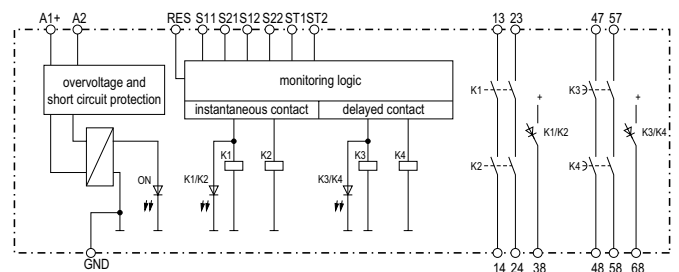 A1+ A2 RES S11 S21 S12 S22 ST1 ST2 13 23 47 57
overvoltage and
short circuit protection
monitoring logic
instantaneous contact delayed contact
K1 K3
+ +
K1/K2 K3/K4
K1 K2 K3 K4
ON K1/K2 K3/K4
K2 K4
GND 14 24 38 48 58 68